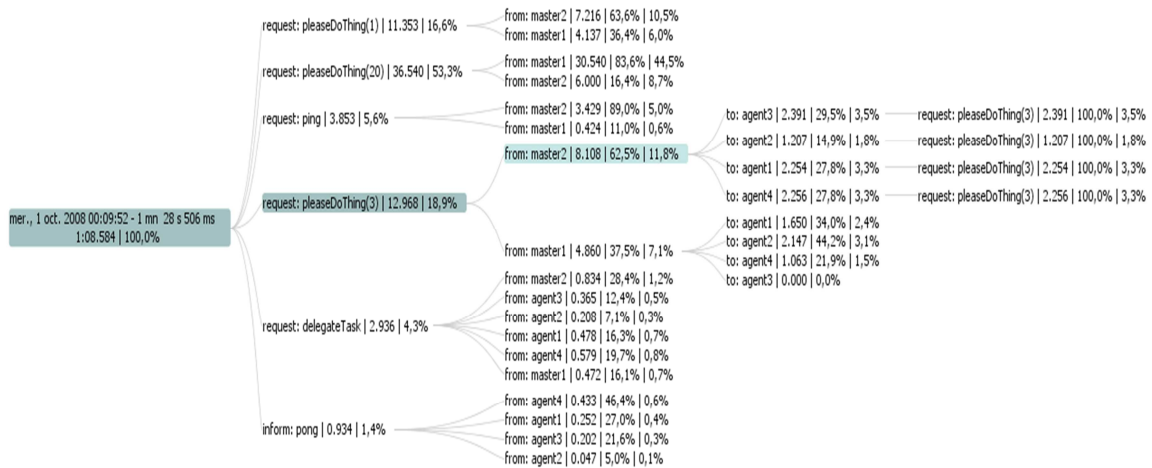 mer., 1 oct. 2008 00:09:52 - 1 mn 28 s 506 ms
1:08.584 | 100,0%
request: pleaseDoThing(1) | 11.353 | 16,6%
from: master2 | 7.216 | 63,6% | 10,5%
from: master1 | 4.137 | 36,4% | 6,0%
request: pleaseDoThing(20) | 36.540 | 53,3%
from: master1 | 30.540 | 83,6% | 44,5%
from: master2 | 6.000 | 16,4% | 8,7%
request: ping | 3.853 | 5,6%
from: master2 | 3.429 | 89,0% | 5,0%
from: master1 | 0.424 | 11,0% | 0,6%
request: pleaseDoThing(3) | 12.968 | 18,9%
from: master2 | 8.108 | 62,5% | 11,8%
to: agent3 | 2.391 | 29,5% | 3,5%
request: pleaseDoThing(3) | 2.391 | 100,0% | 3,5%
to: agent2 | 1.207 | 14,9% | 1,8%
request: pleaseDoThing(3) | 1.207 | 100,0% | 1,8%
to: agent1 | 2.254 | 27,8% | 3,3%
request: pleaseDoThing(3) | 2.254 | 100,0% | 3,3%
to: agent4 | 2.256 | 27,8% | 3,3%
request: pleaseDoThing(3) | 2.256 | 100,0% | 3,3%
from: master1 | 4.860 | 37,5% | 7,1%
to: agent1 | 1.650 | 34,0% | 2,4%
to: agent2 | 2.147 | 44,2% | 3,1%
to: agent4 | 1.063 | 21,9% | 1,5%
to: agent3 | 0.000 | 0,0%
request: delegateTask | 2.936 | 4,3%
from: master2 | 0.834 | 28,4% | 1,2%
from: agent3 | 0.365 | 12,4% | 0,5%
from: agent2 | 0.208 | 7,1% | 0,3%
from: agent1 | 0.478 | 16,3% | 0,7%
from: agent4 | 0.579 | 19,7% | 0,8%
from: master1 | 0.472 | 16,1% | 0,7%
inform: pong | 0.934 | 1,4%
from: agent4 | 0.433 | 46,4% | 0,6%
from: agent1 | 0.252 | 27,0% | 0,4%
from: agent3 | 0.202 | 21,6% | 0,3%
from: agent2 | 0.047 | 5,0% | 0,1%